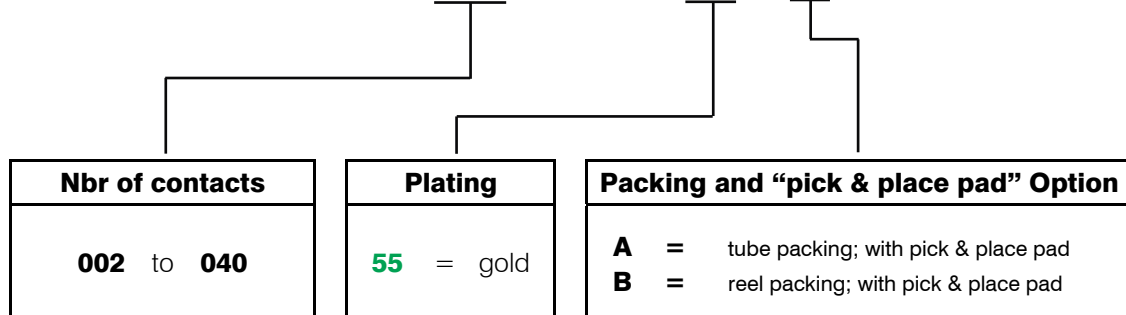 Nbr of contacts
002 to 040
Plating
55 = gold
Packing and “pick & place pad” Option
A = tube packing; with pick & place pad
B = reel packing; with pick & place pad